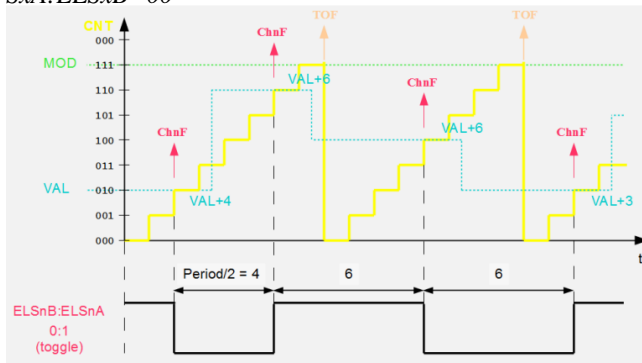 CNT
TOF
TOF
000
ChnF
MOD
111
VAL+6
110
ChnF
101
VAL+6
ChnF
100
ChnF
011
VAL
010
VAL+4
VAL+3
001
000
t
Period/2 = 4
6
6
ELSnB:ELSnA
0:1
(toggle)